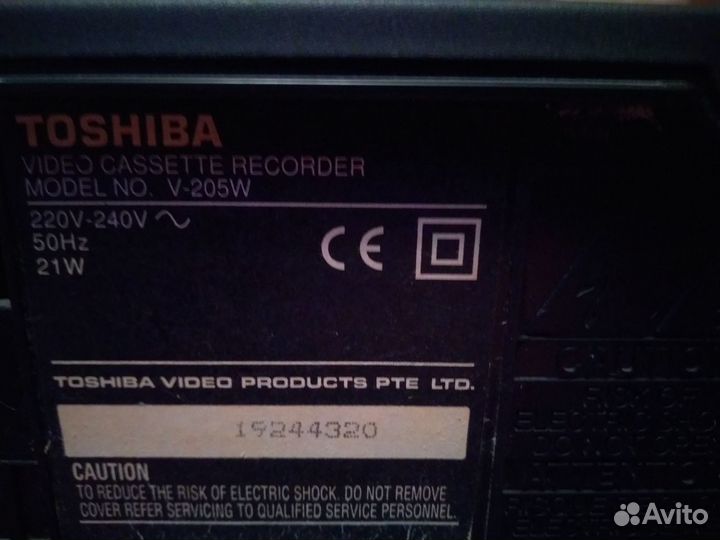 TOSHIBA
VIDEO CASSETTE RECORDER
MODEL NO. V-205W
220V-240V
50Hz
21W
CE
TOSHIBA VIDEO PRODUCTS PTE LTD.
19244320
CAUTION
TO REDUCE THE RISK OF ELECTRIC SHOCK. DO NOT REMOVE
COVER REFER SERVICING TO QUALIFIED SERVICE PERSONNEL.
Avito